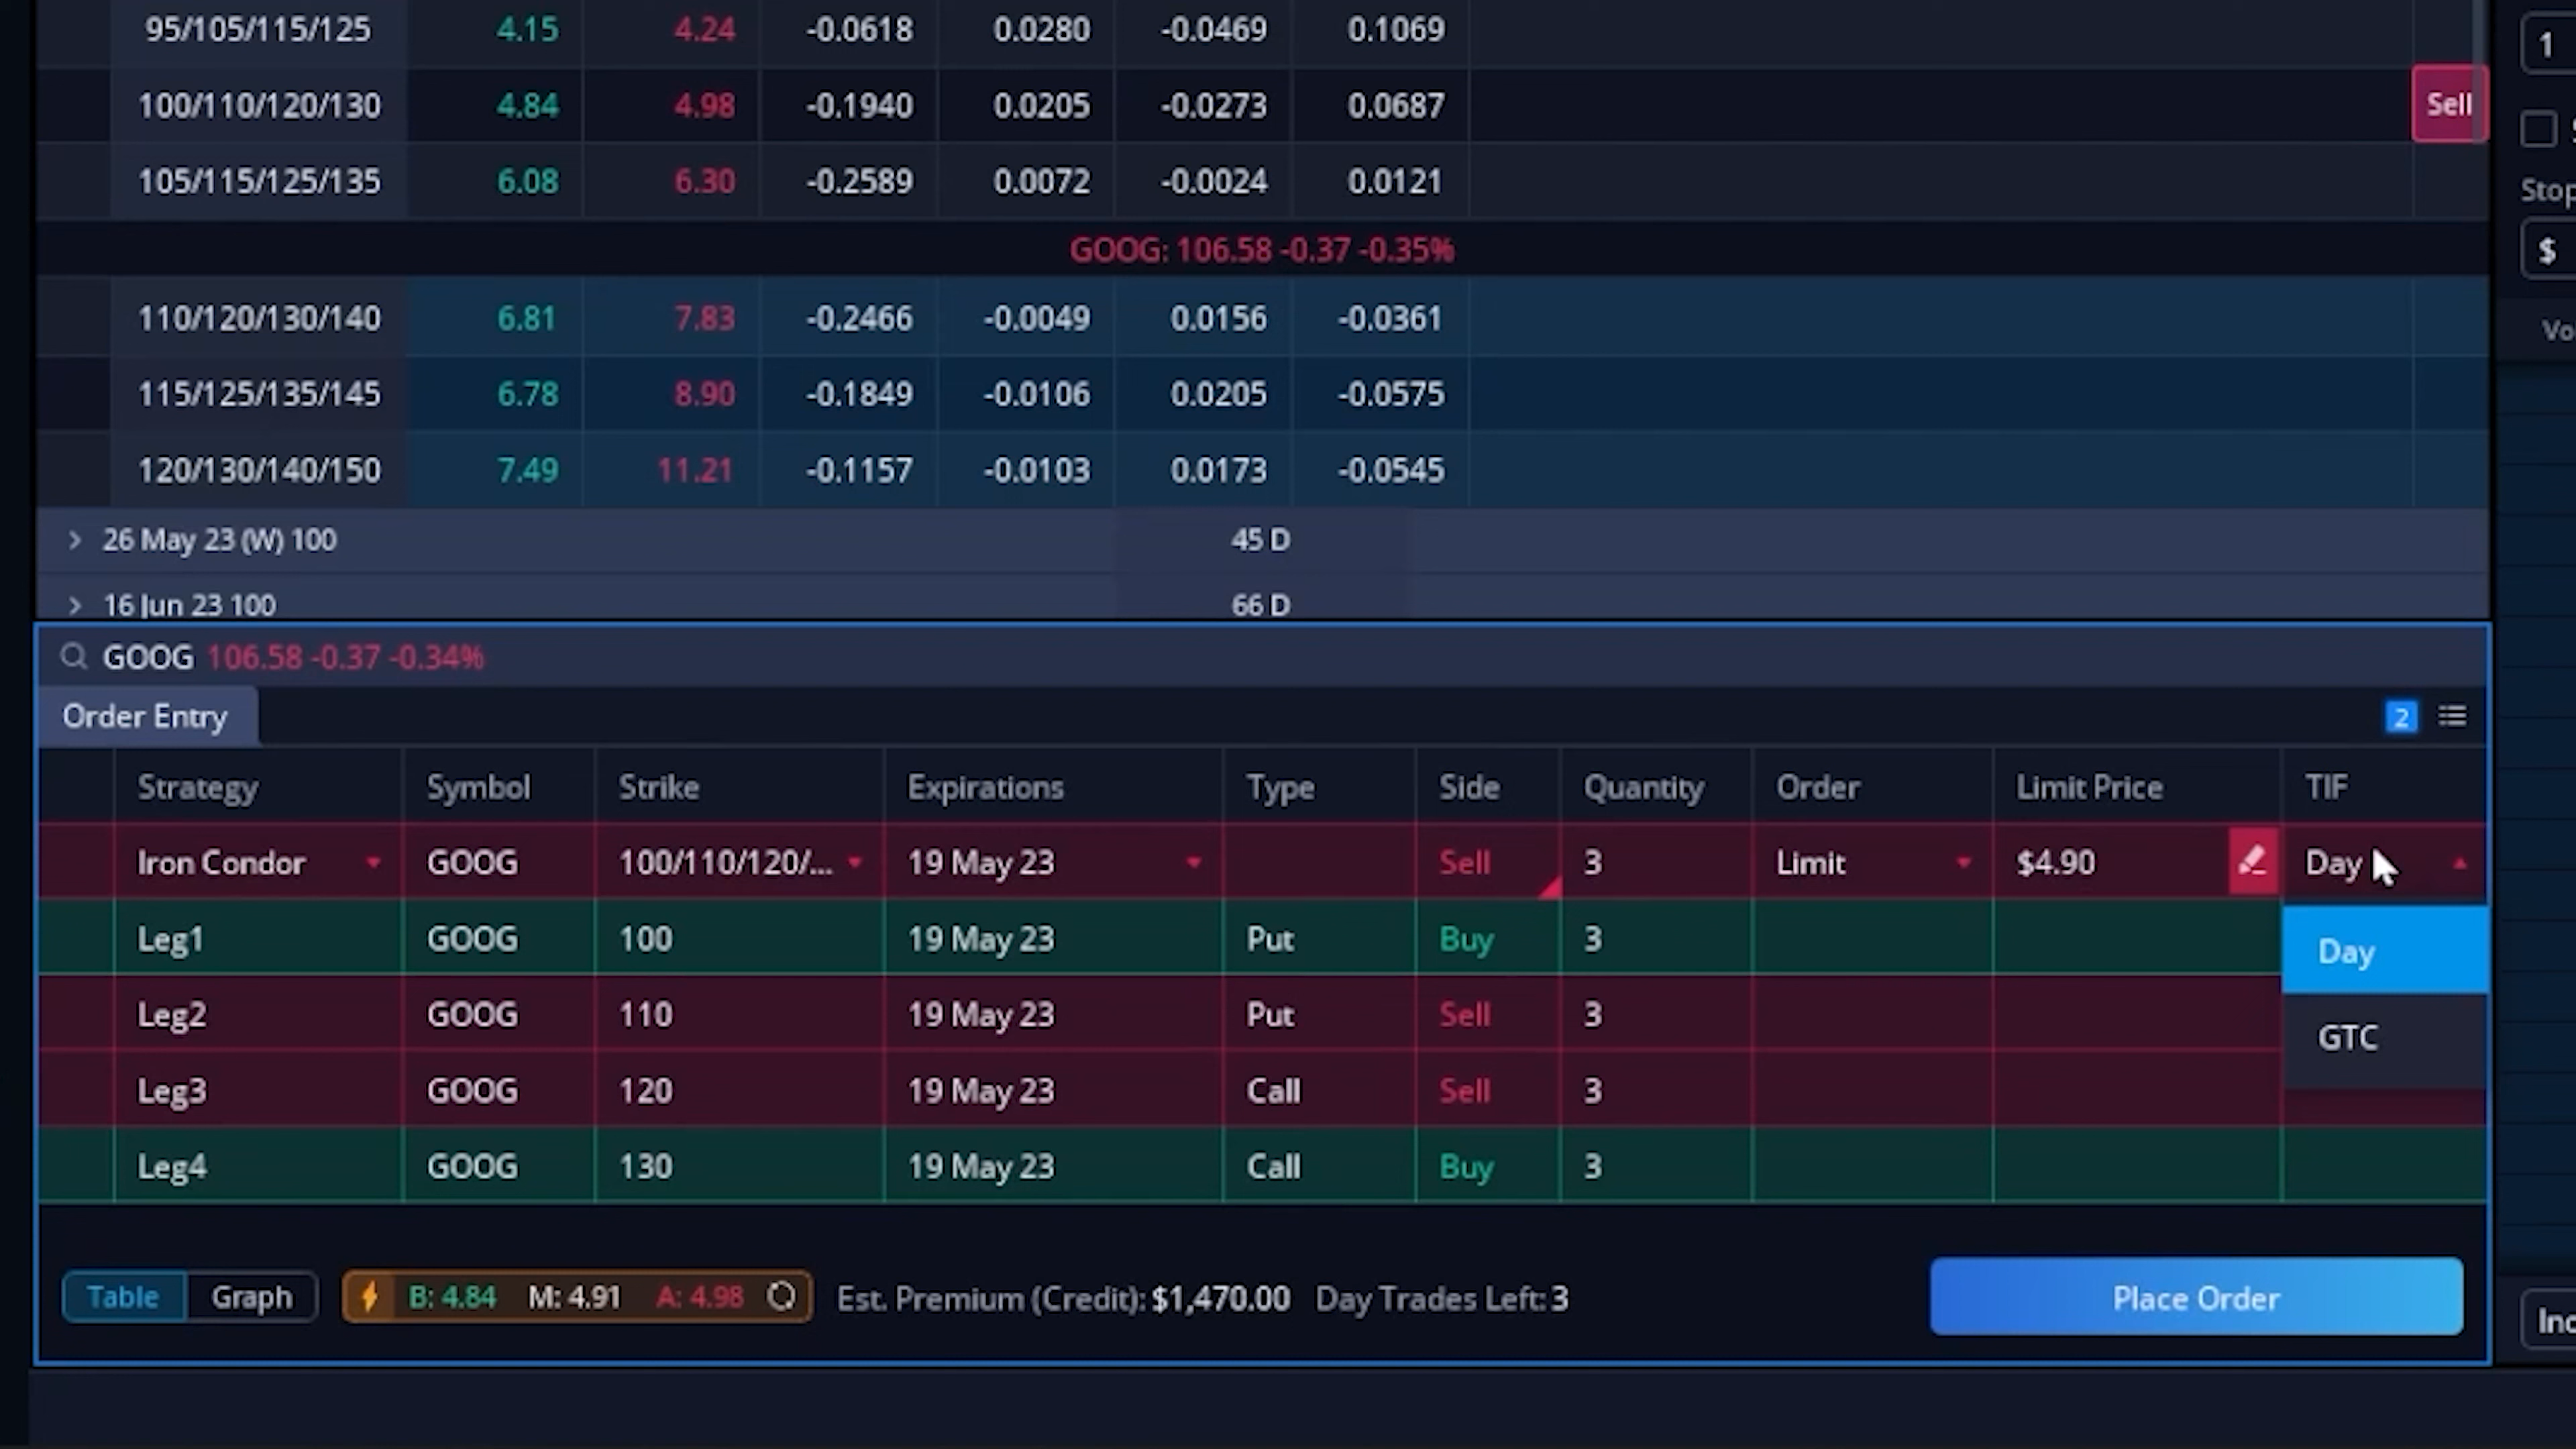 95/105/115/125 4.15 4.24 -0.0618 0.0280 -0.0469 0.1069
1
100/110/120/130 4.84 4.98 -0.1940 0.0205 -0.0273 0.0687 Sell
105/115/125/135 6.08 6.30 -0.2589 0.0072 -0.0024 0.0121
Stop
GOOG: 106.58 -0.37 -0.35%
$
110/120/130/140 6.81 7.83 -0.2466 -0.0049 0.0156 -0.0361
Vo
115/125/135/145 6.78 8.90 -0.1849 -0.0106 0.0205 -0.0575
120/130/140/150 7.49 11.21 -0.1157 -0.0103 0.0173 -0.0545
26 May 23 (W) 100 45 D
16 Jun 23 100 66 D
GOOG 106.58 -0.37 -0.34%
Order Entry 2
Strategy Symbol Strike Expirations Type Side Quantity Order Limit Price TIF
Iron Condor GOOG 100/110/120/... 19 May 23 Sell 3 Limit $4.90 Day
Leg1 GOOG 100 19 May 23 Put Buy 3
Day
Leg2 GOOG 110 19 May 23 Put Sell 3
GTC
Leg3 GOOG 120 19 May 23 Call Sell 3
Leg4 GOOG 130 19 May 23 Call Buy 3
Table Graph B: 4.84 M: 4.91 A: 4.98 Est. Premium (Credit): $1,470.00 Day Trades Left: 3 Place Order